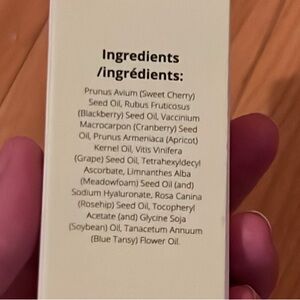 Ingredients
/ingrédients:
Prunus Avium (Sweet Cherry)
Seed Oil, Rubus Fruticosus
(Blackberry) Seed Oil, Vaccinium
Macrocarpon (Cranberry) Seed
Oil, Prunus Armeniaca (Apricot)
Kernel Oil, Vitis Vinifera
(Grape) Seed Oil, Tetrahexyldecyl
Ascorbate, Limnanthes Alba
(Meadowfoam) Seed Oil (and)
Sodium Hyaluronate, Rosa Canina
(Rosehip) Seed Oil, Tocopheryl
Acetate (and) Glycine Soja
(Soybean) Oil, Tanacetum Annuum
(Blue Tansy) Flower Oil